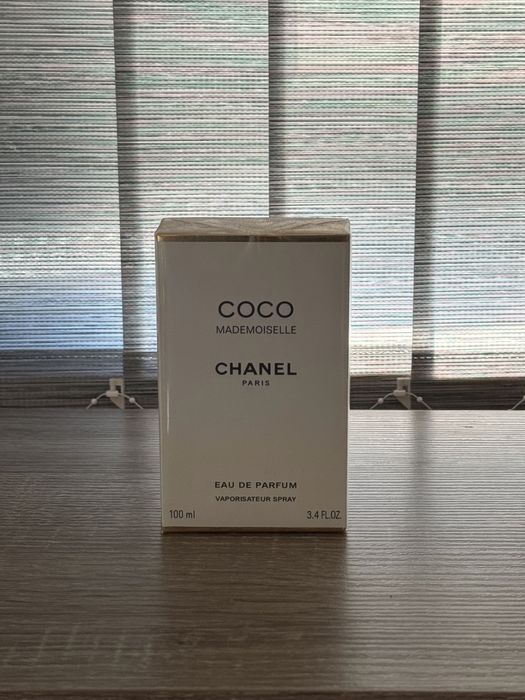 COCO
MADEMOISELLE
CHANEL
PARIS
EAU DE PARFUM
VAPORISATEUR SPRAY
100 ml 3.4 FL.OZ.